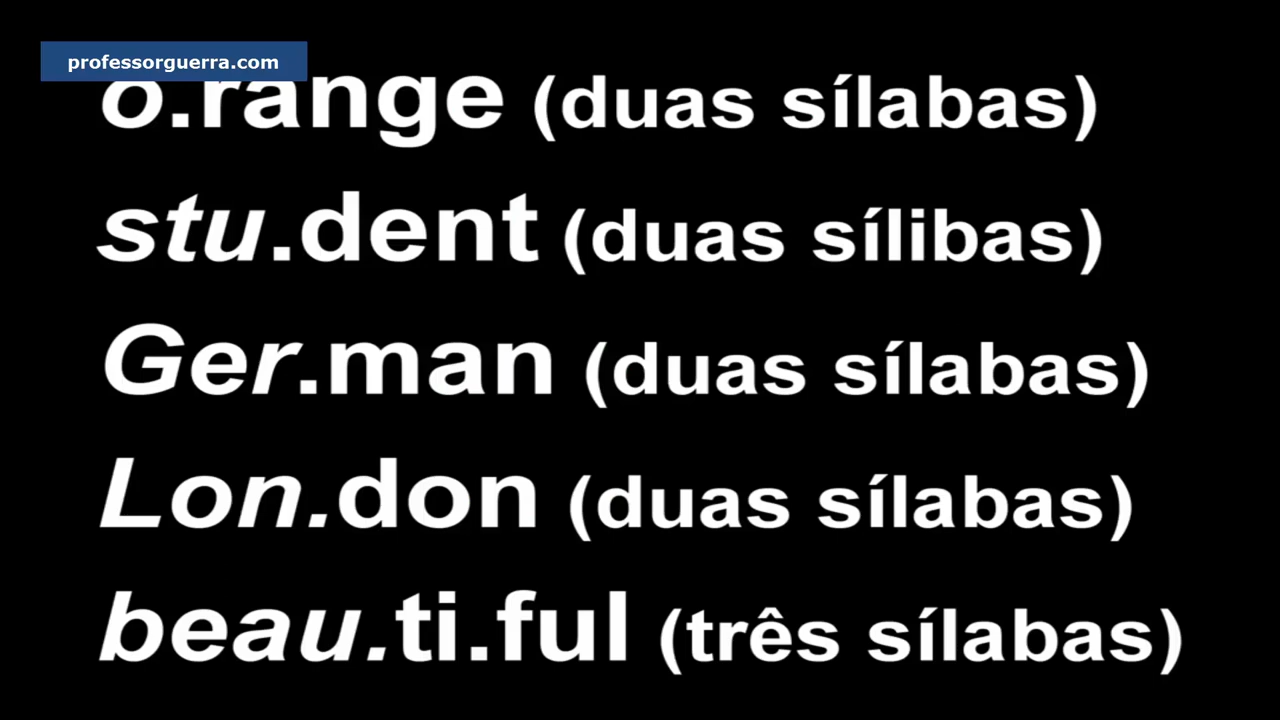 professorguerra.com
o.range (duas sílabas)
stu.dent (duas sílibas)
Ger.man (duas sílabas)
Lon.don (duas sílabas)
beau.ti.ful (três sílabas)